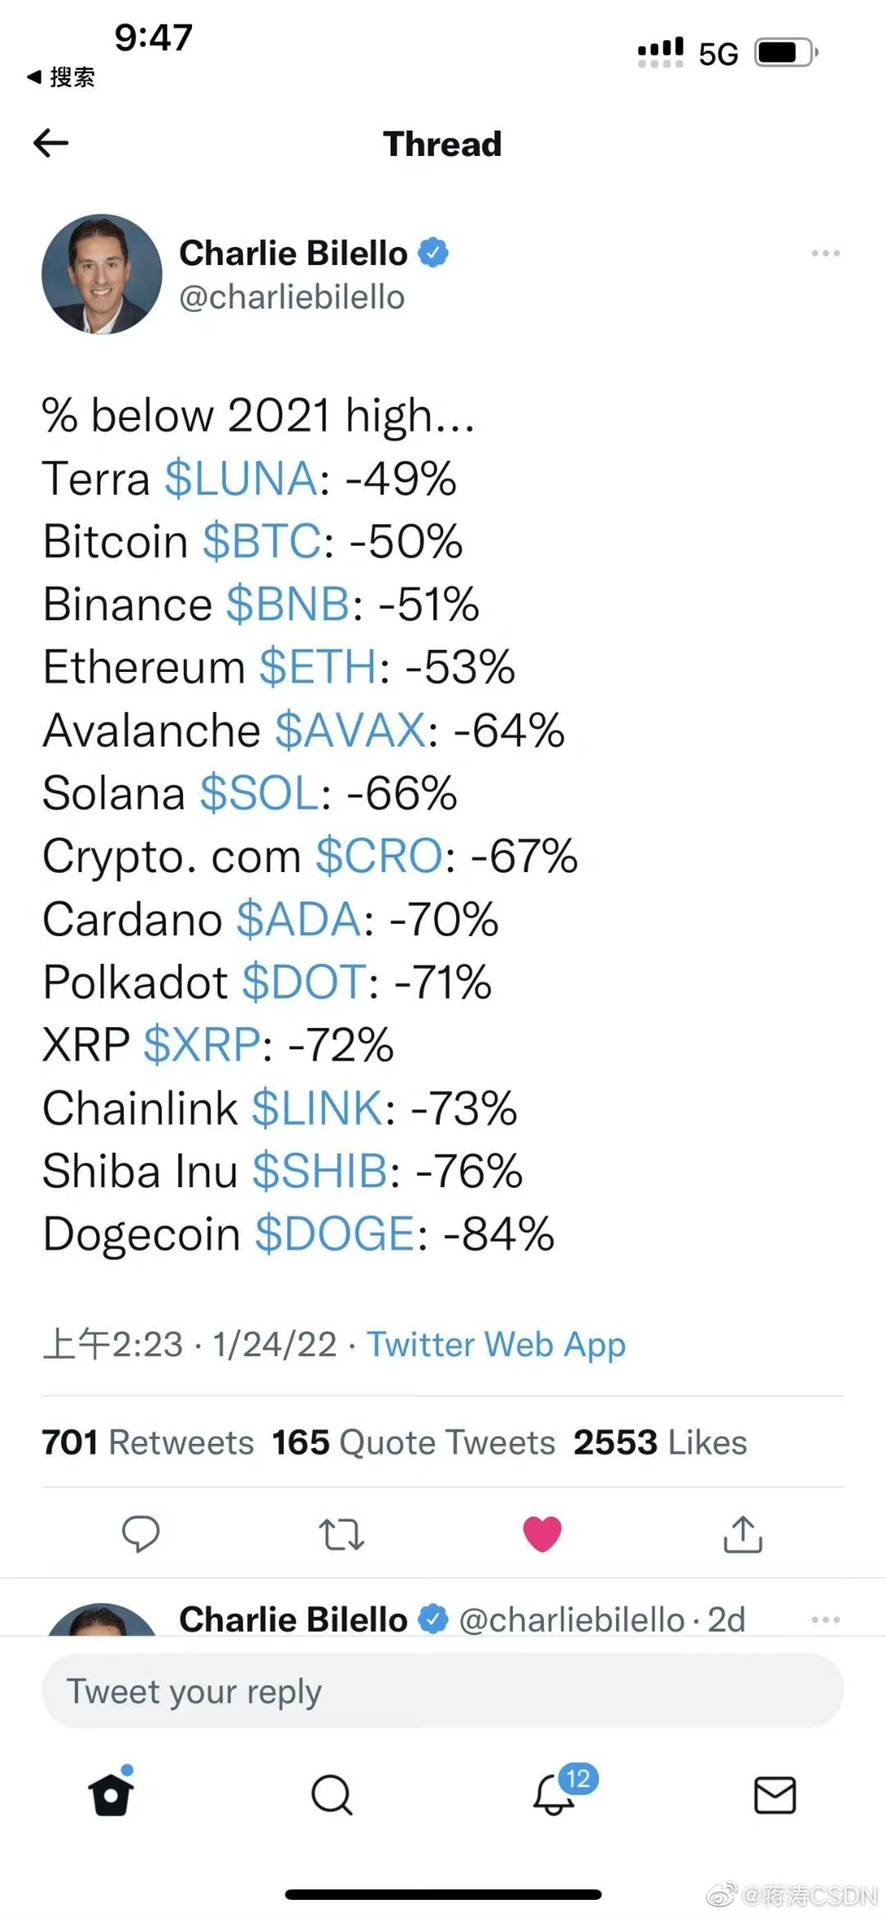 9:47
5G
搜索
Thread
Charlie Bilello
@charliebilello
% below 2021 high...
Terra $LUNA: -49%
Bitcoin $BTC: -50%
Binance $BNB: -51%
Ethereum $ETH: -53%
Avalanche $AVAX: -64%
Solana $SOL: -66%
Crypto. com $CRO: -67%
Cardano $ADA: -70%
Polkadot $DOT: -71%
XRP $XRP: -72%
Chainlink $LINK: -73%
Shiba Inu $SHIB: -76%
Dogecoin $DOGE: -84%
上午2:23 · 1/24/22 · Twitter Web App
701 Retweets 165 Quote Tweets 2553 Likes
Charlie Bilello @charliebilello · 2d
Tweet your reply
12
@蒋涛CSDN